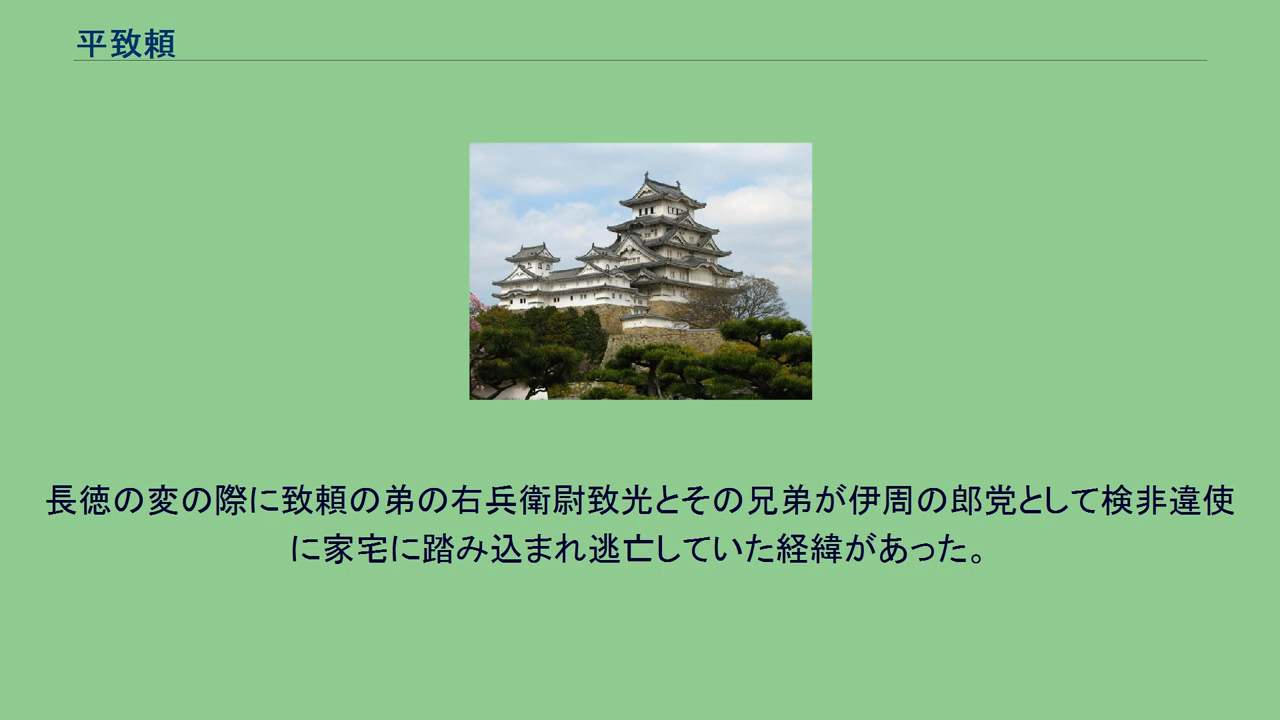 平致頼
長徳の変の際に致頼の弟の右兵衛尉致光とその兄弟が伊周の郎党として検非違使
に家宅に踏み込まれ逃亡していた経緯があった。